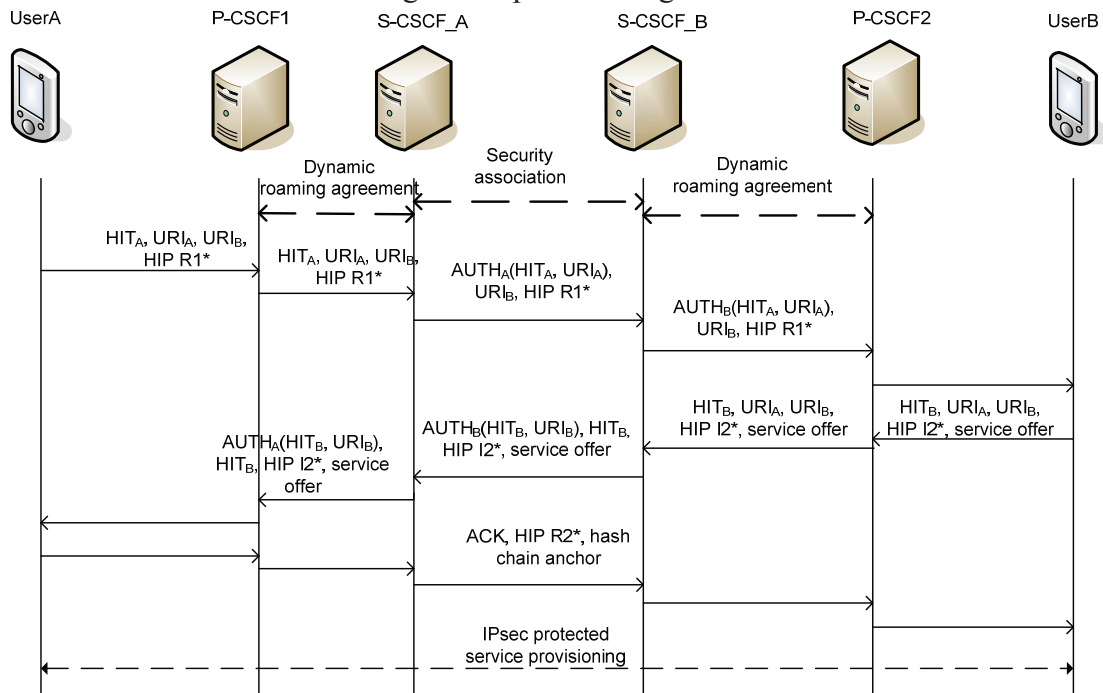 UserA
P-CSCF1
S-CSCF_A
S-CSCF_B
P-CSCF2
UserB
Dynamic
roaming agreement
Security
association
Dynamic
roaming agreement
HIT_A, URI_A, URI_B,
HIP R1*
HIT_A, URI_A, URI_B,
HIP R1*
AUTH_A(HIT_A, URI_A),
URI_B, HIP R1*
AUTH_B(HIT_A, URI_A),
URI_B, HIP R1*
HIT_B, URI_A, URI_B,
HIP I2*, service offer
HIT_B, URI_A, URI_B,
HIP I2*, service offer
AUTH_B(HIT_B, URI_B), HIT_B,
HIP I2*, service offer
AUTH_A(HIT_B, URI_B),
HIT_B, HIP I2*, service
offer
ACK, HIP R2*, hash
chain anchor
IPsec protected
service provisioning